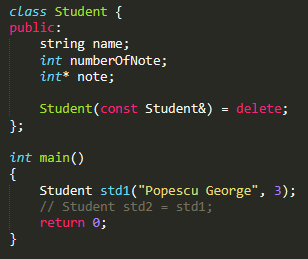 class Student {
public:
    string name;
    int numberOfNote;
    int* note;

    Student(const Student&) = delete;
};

int main()
{
    Student std1("Popescu George", 3);
    // Student std2 = std1;
    return 0;
}